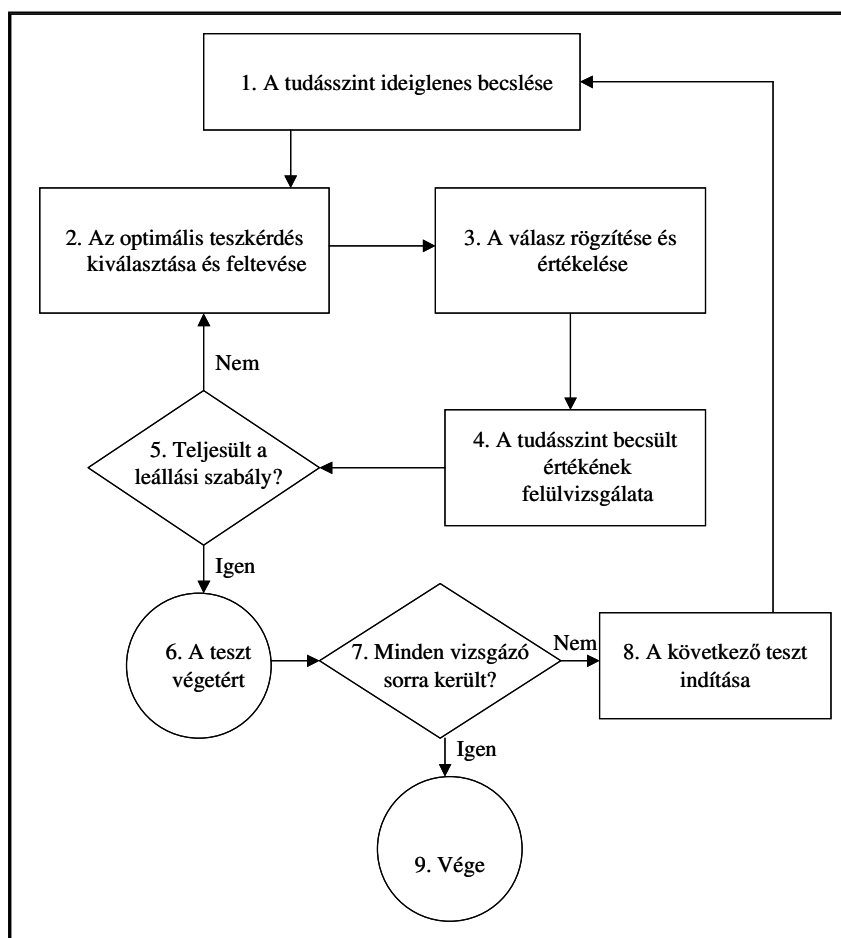 1. A tudásszint ideiglenes becslése
2. Az optimális teszkérdés
kiválasztása és feltevése
3. A válasz rögzítése és
értékelése
Nem
5. Teljesült a
leállási szabály?
4. A tudásszint becsült
értékének
felülvizsgálata
Igen
6. A teszt
végetért
7. Minden vizsgázó
sorra került?
Nem
8. A következő teszt
indítása
Igen
9. Vége